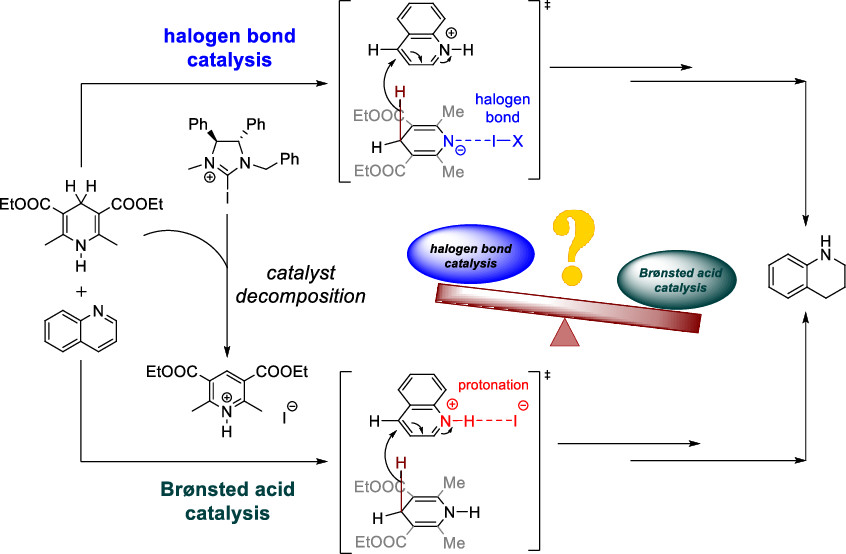 halogen bond
catalysis
‡
⊕
H N–H
H
EtOOC Me
halogen
bond
H N I–X
⊖
EtOOC Me
Ph Ph
N N Ph
⊕
I
H H
EtOOC COOEt
N
H
+
N
catalyst
decomposition
halogen bond
catalysis
?
Brønsted acid
catalysis
H
N
EtOOC COOEt
⊕
N
H
I ⊖
‡
protonation
⊕
H N–H I ⊖
H
EtOOC Me
H N–H
EtOOC Me
Brønsted acid
catalysis